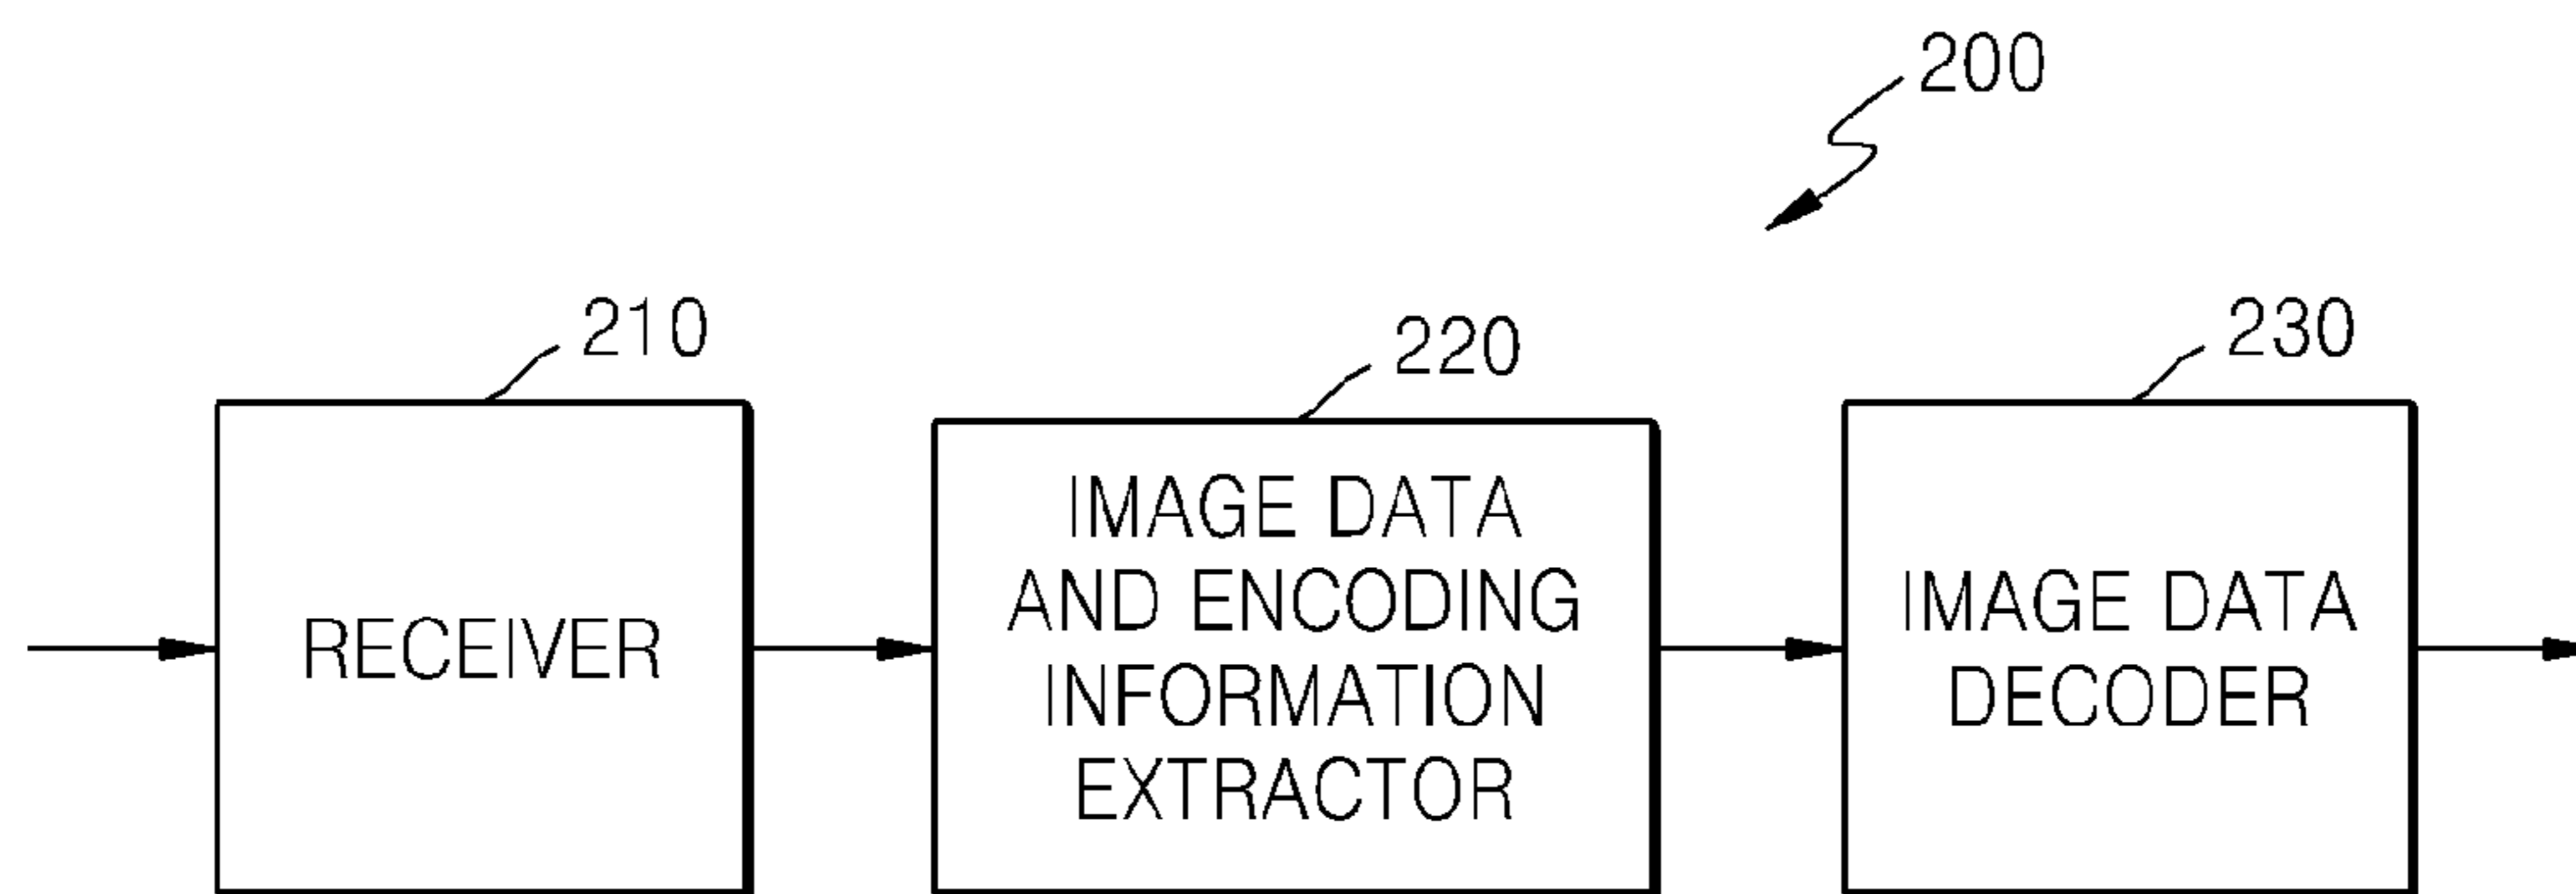 200
210
220
230
RECEIVER
IMAGE DATA
AND ENCODING
INFORMATION
EXTRACTOR
IMAGE DATA
DECODER